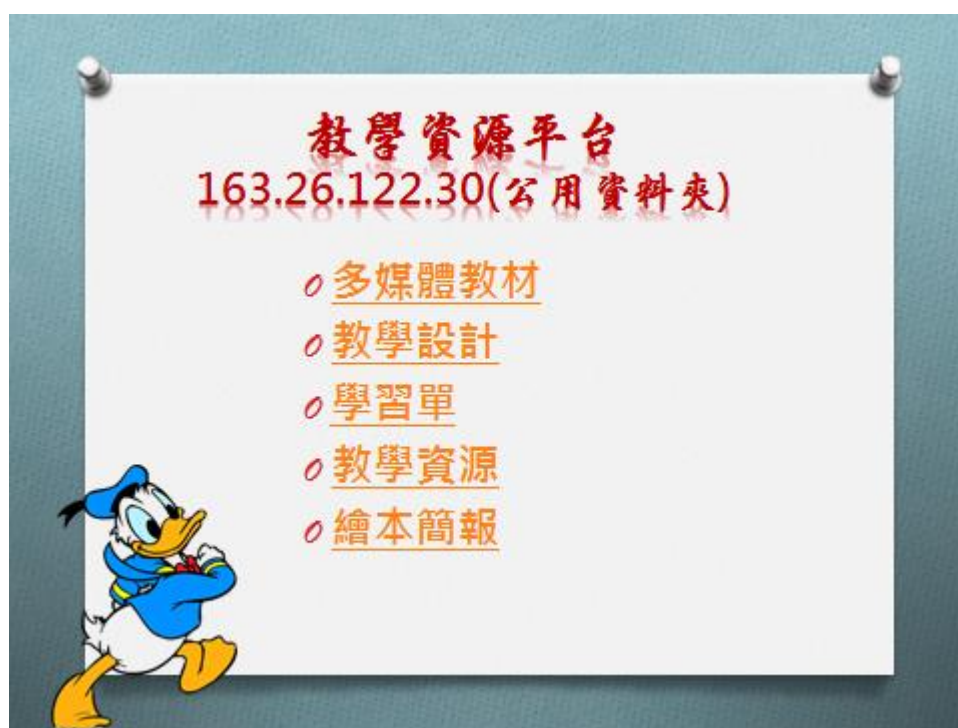 教學資源平台
163.26.122.30(公用資料夾)
多媒體教材
教學設計
學習單
教學資源
繪本簡報